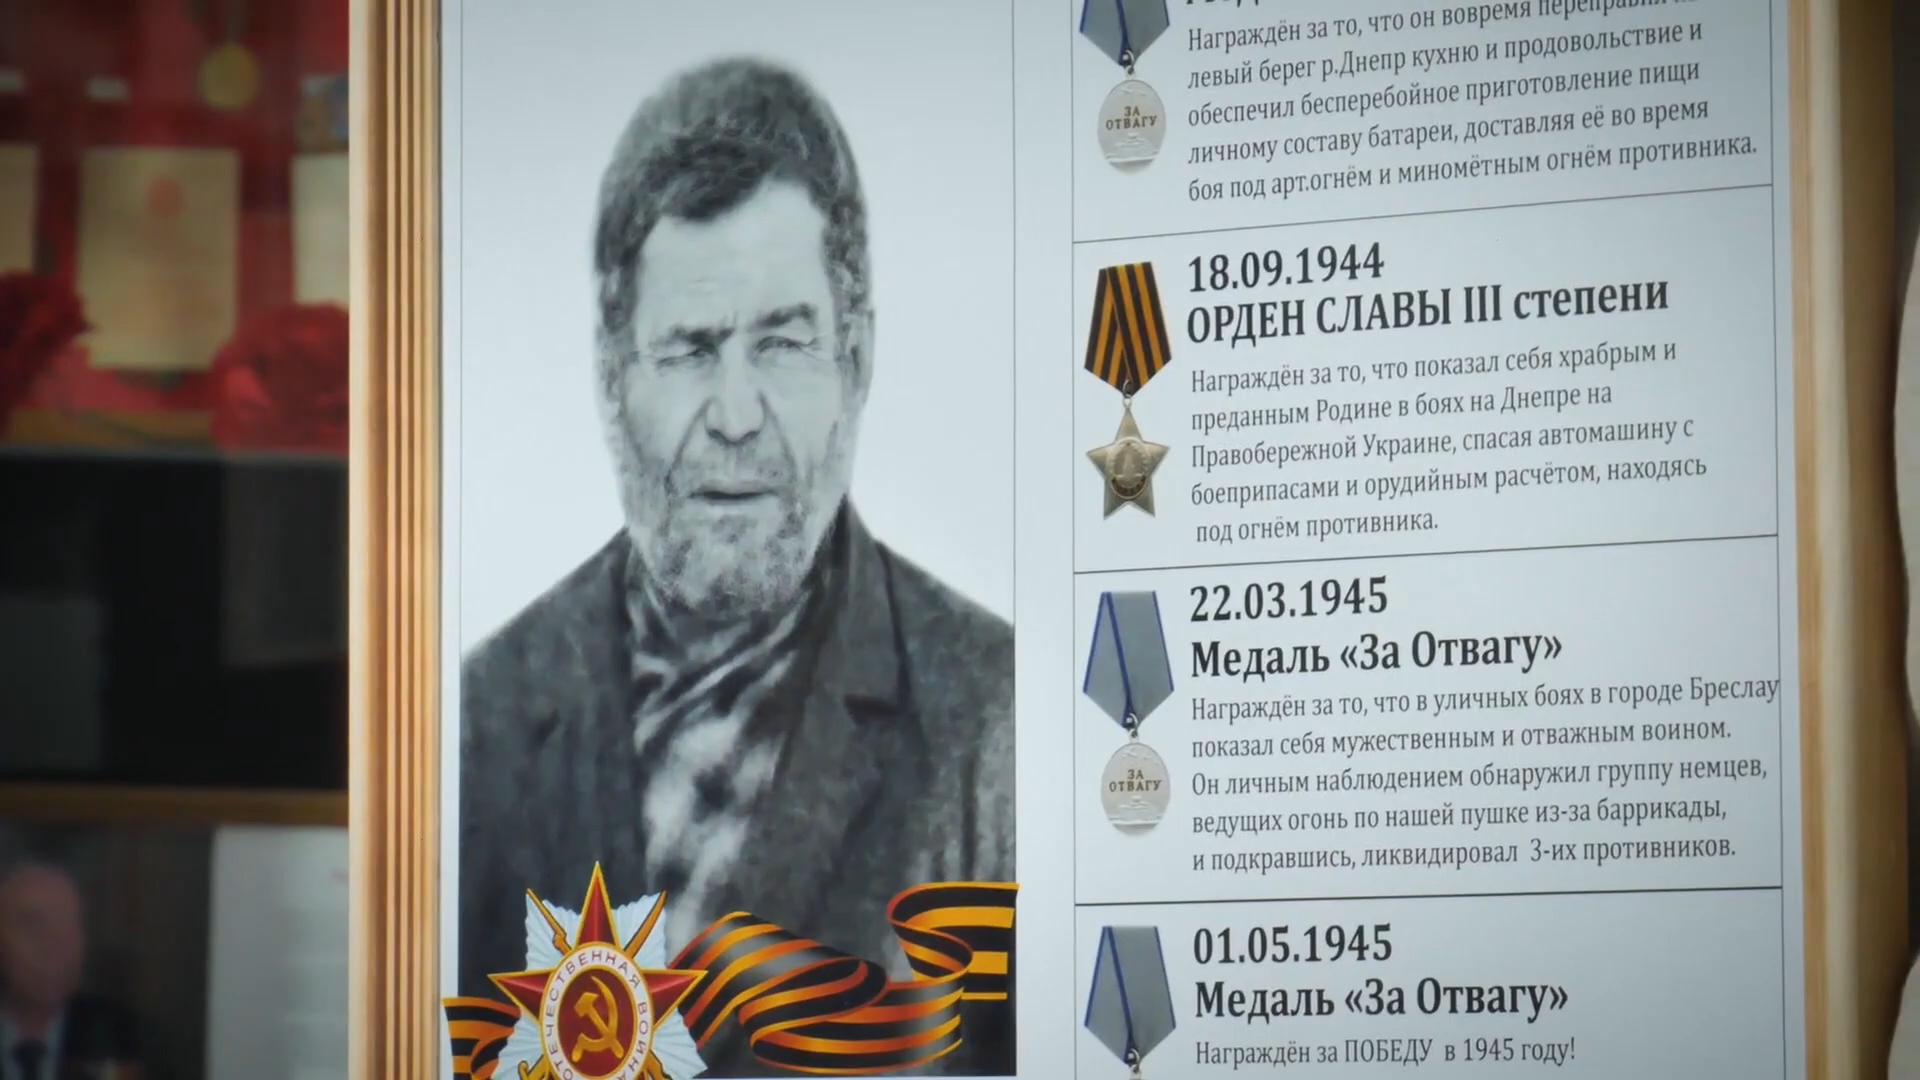 Награждён за то, что он вовремя
левый берег р.Днепр кухню и продовольствие и
обеспечил бесперебойное приготовление пищи
личному составу батареи, доставляя её во время
боя под арт.огнём и миномётным огнём противника.
ЗА
ОТВАГУ
18.09.1944
ОРДЕН СЛАВЫ III степени
Награждён за то, что показал себя храбрым и
преданным Родине в боях на Днепре на
Правобережной Украине, спасая автомашину с
боеприпасами и орудийным расчётом, находясь
под огнём противника.
22.03.1945
Медаль «За Отвагу»
Награждён за то, что в уличных боях в городе Бреслау
показал себя мужественным и отважным воином.
Он личным наблюдением обнаружил группу немцев,
ведущих огонь по нашей пушке из-за баррикады,
и подкравшись, ликвидировал 3-их противников.
ЗА
ОТВАГУ
01.05.1945
Медаль «За Отвагу»
Награждён за ПОБЕДУ в 1945 году!
ОТЕЧЕСТВЕННАЯ ВОЙНА